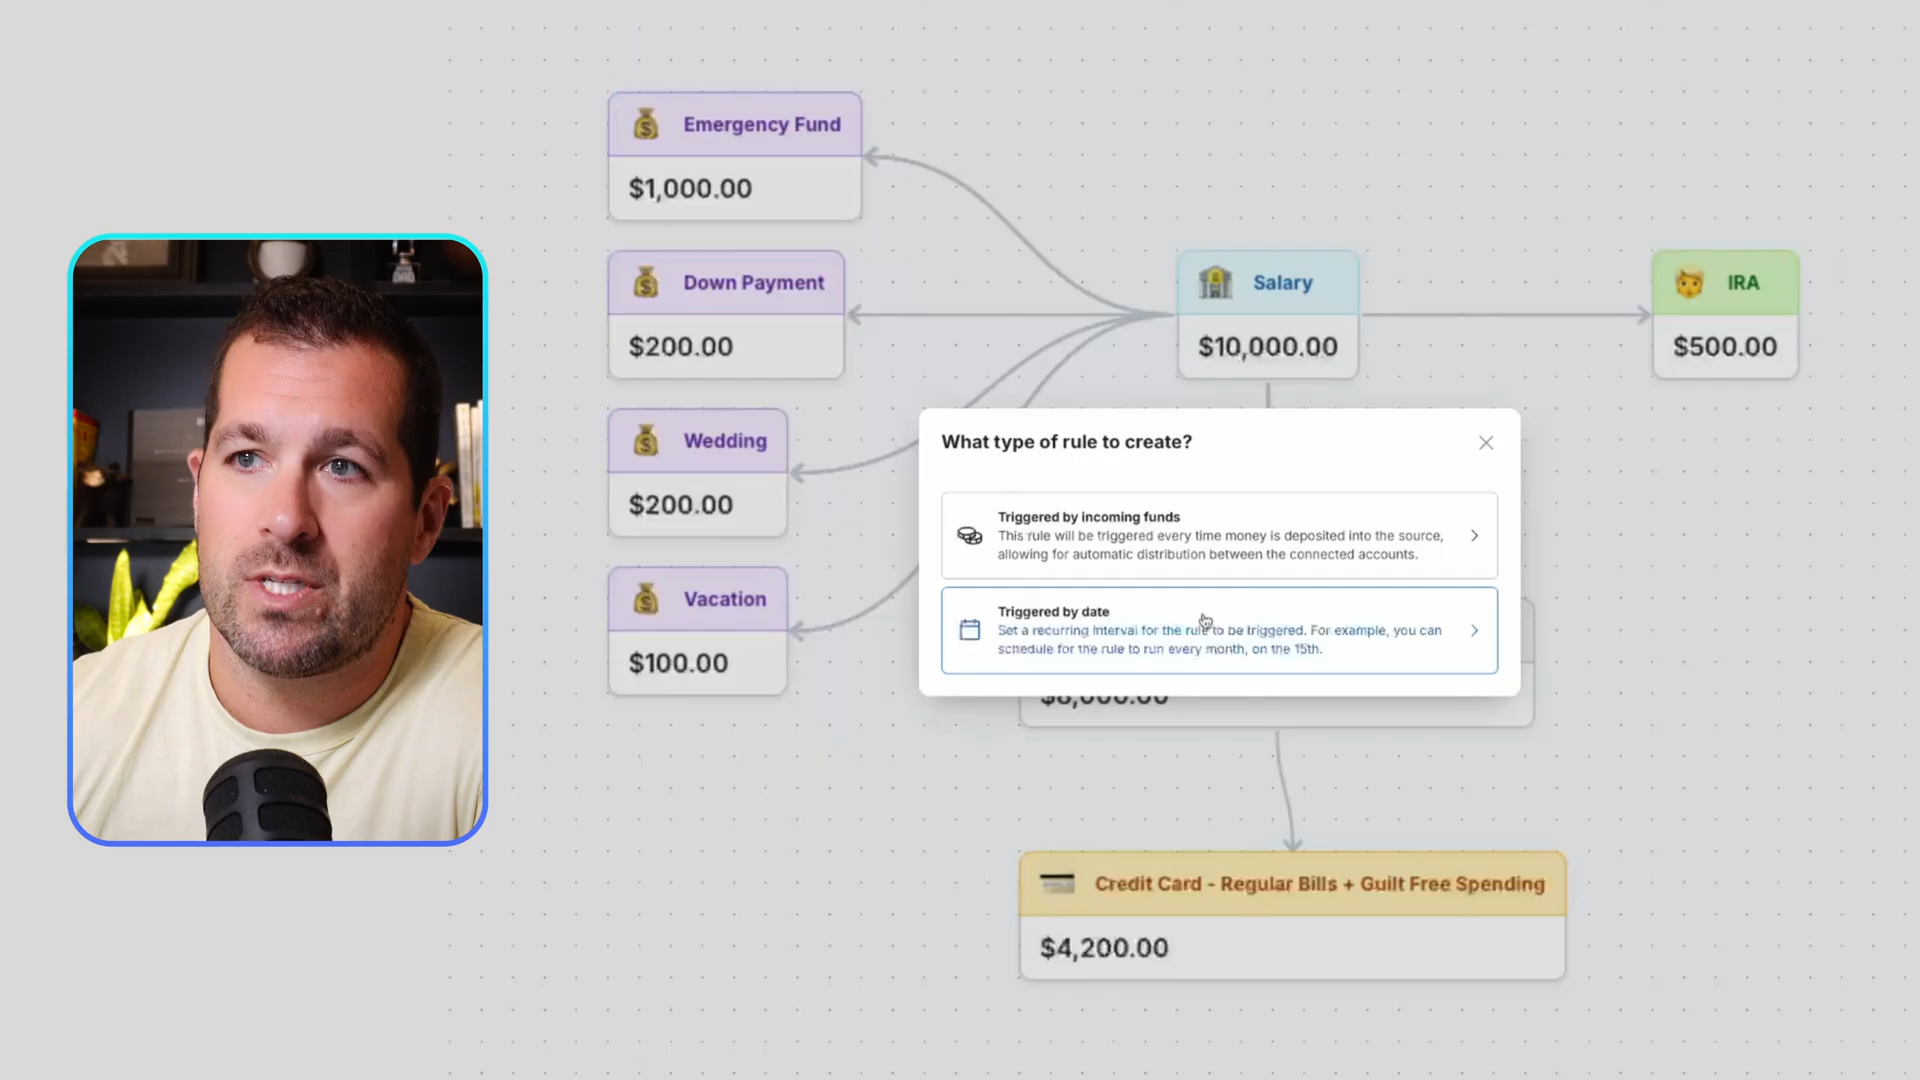 Emergency Fund
$1,000.00
Down Payment
$200.00
Salary
$10,000.00
IRA
$500.00
Wedding
$200.00
Vacation
$100.00
What type of rule to create?
Triggered by incoming funds
This rule will be triggered every time money is deposited into the source,
allowing for automatic distribution between the connected accounts.
Triggered by date
Set a recurring interval for the rule to be triggered. For example, you can
schedule for the rule to run every month, on the 15th.
Credit Card - Regular Bills + Guilt Free Spending
$4,200.00